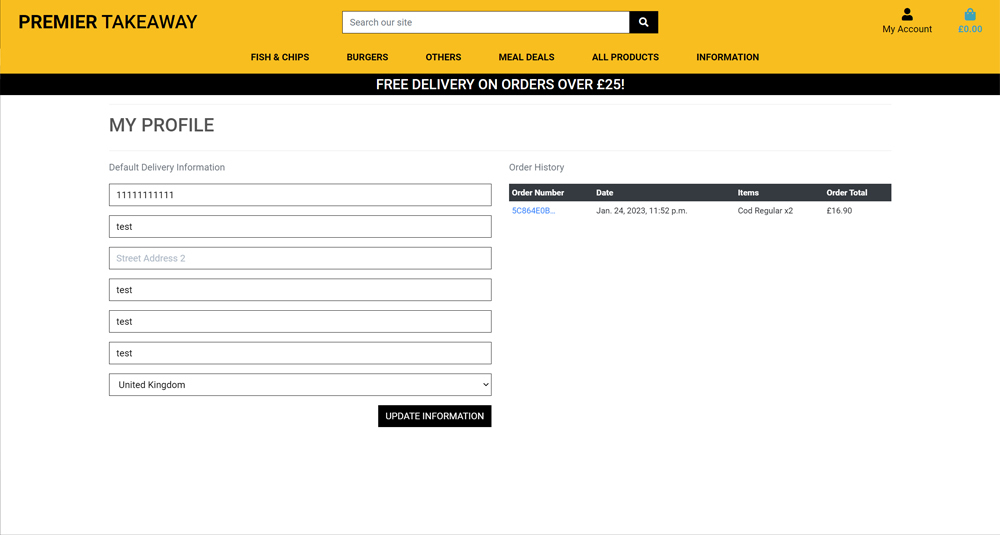 PREMIER TAKEAWAY
Search our site
My Account
£0.00
FISH & CHIPS BURGERS OTHERS MEAL DEALS ALL PRODUCTS INFORMATION
FREE DELIVERY ON ORDERS OVER £25!
MY PROFILE
Default Delivery Information
11111111111
test
Street Address 2
test
test
test
United Kingdom
UPDATE INFORMATION
Order History
Order Number Date Items Order Total
5C864E0B... Jan. 24, 2023, 11:52 p.m. Cod Regular x2 £16.90